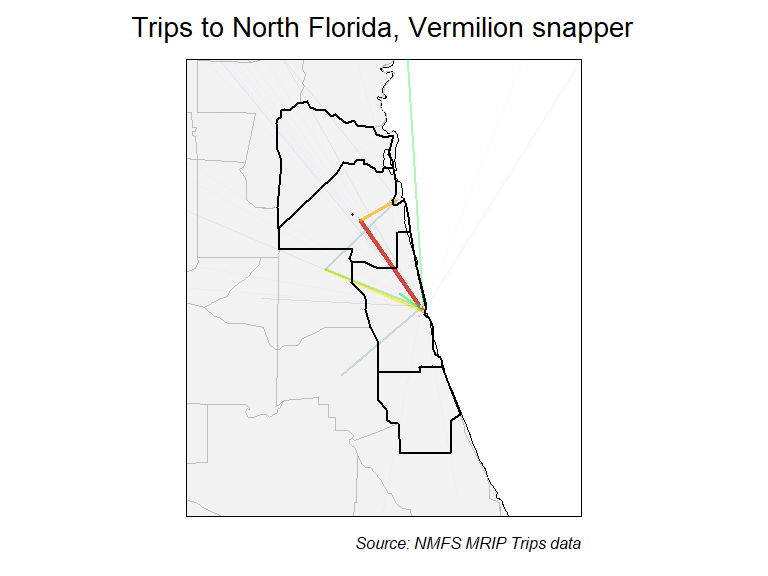 Trips to North Florida, Vermilion snapper
Source: NMFS MRIP Trips data